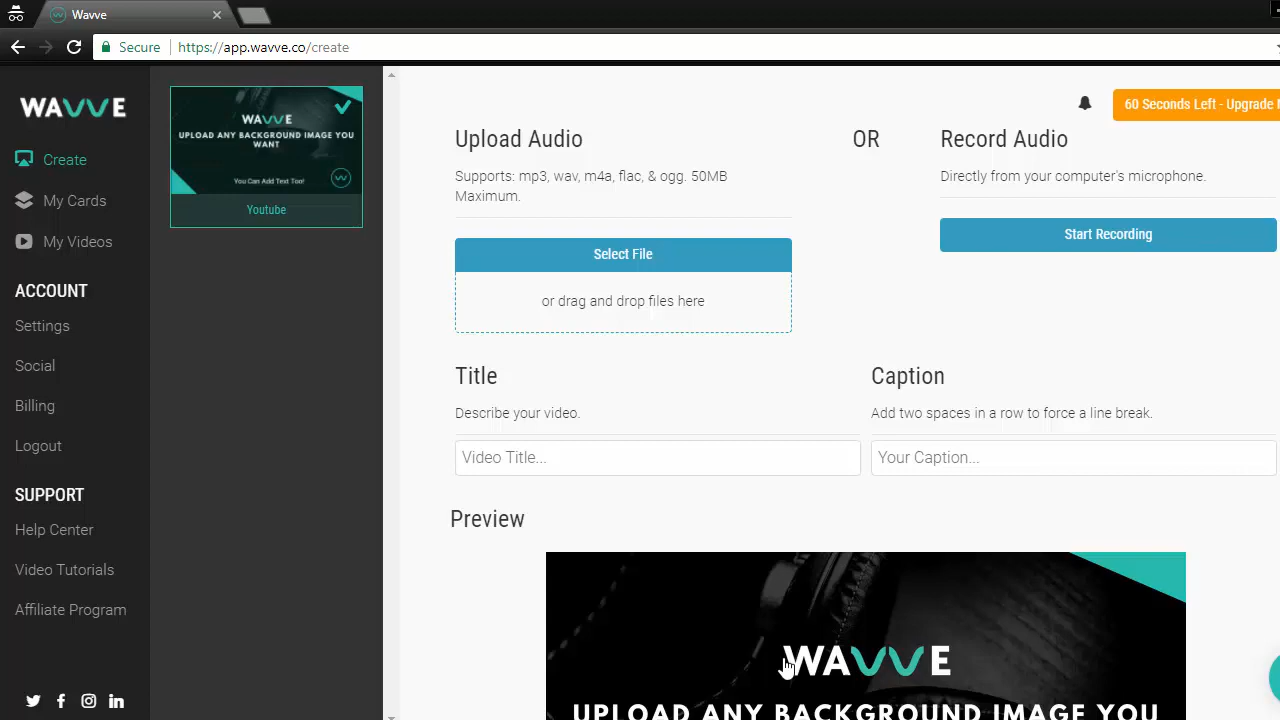 Wavve
Secure
https://app.wavve.co/create
WAVVE
Create
My Cards
My Videos
ACCOUNT
Settings
Social
Billing
Logout
SUPPORT
Help Center
Video Tutorials
Affiliate Program
WAVVE
UPLOAD ANY BACKGROUND IMAGE YOU
WANT
You Can Add Text Too!
Youtube
60 Seconds Left - Upgrade
Upload Audio
OR
Record Audio
Supports: mp3, wav, m4a, flac, & ogg. 50MB
Maximum.
Directly from your computer's microphone.
Select File
Start Recording
or drag and drop files here
Title
Caption
Describe your video.
Add two spaces in a row to force a line break.
Video Title...
Your Caption...
Preview
WAVVE
UPLOAD ANY BACKGROUND IMAGE YOU